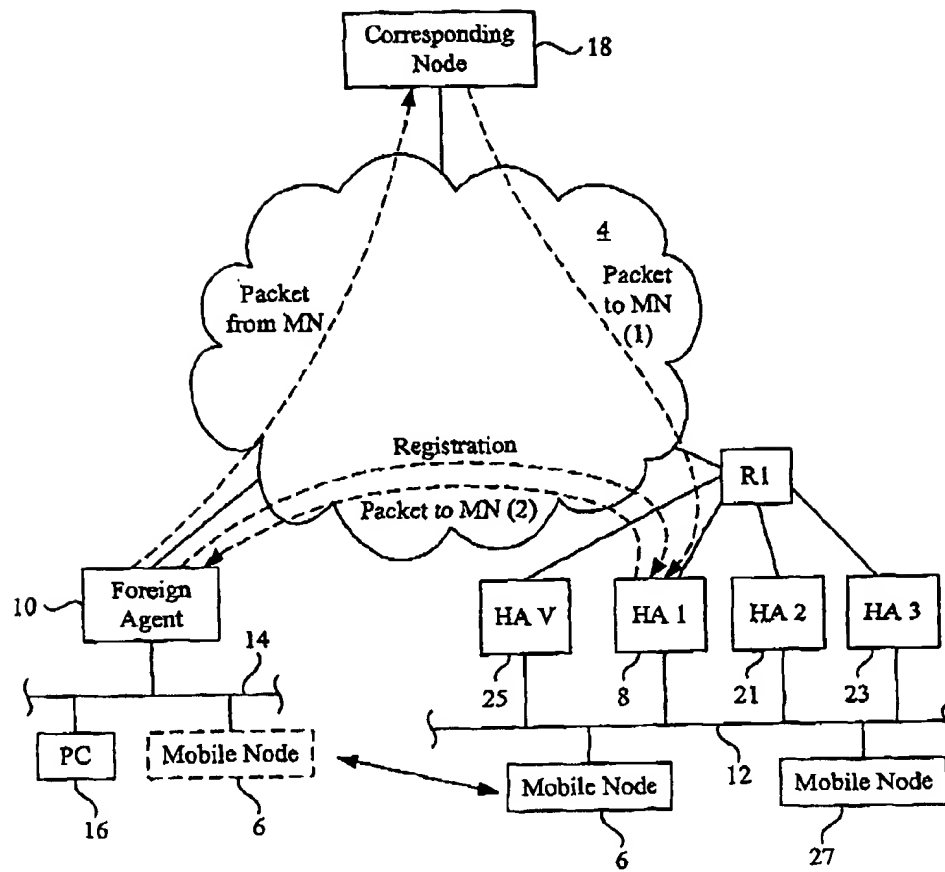 Corresponding
Node
18
4
Packet
from MN
Packet
to MN
(1)
Registration
R1
Packet to MN (2)
10
Foreign
Agent
HA V
HA 1
HA 2
HA 3
14
25
8
21
23
PC
Mobile Node
12
Mobile Node
Mobile Node
16
6
6
27